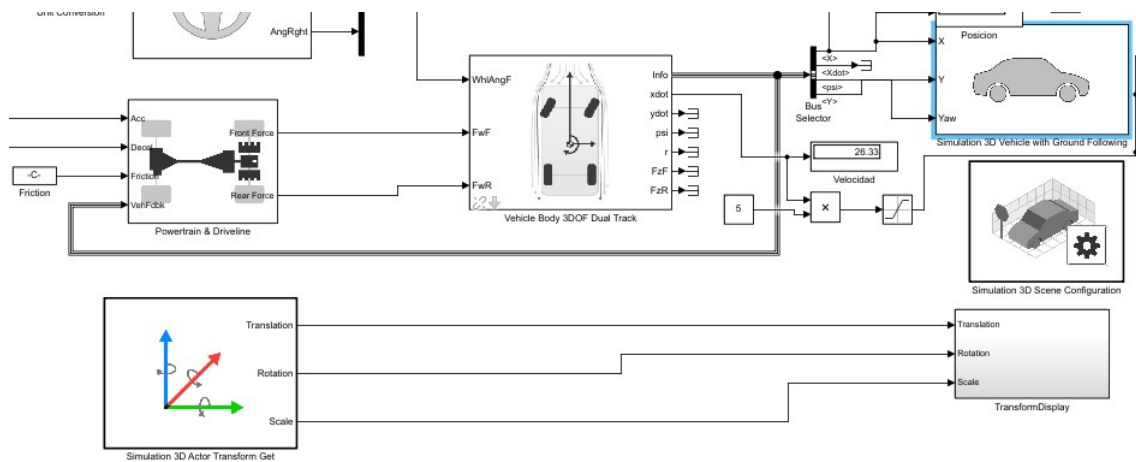 Unit Conversion
AngRght
Posicion
X
Y
Yaw
Simulation 3D Vehicle with Ground Following
<X>
<Xdot>
<psi>
<Y>
Bus
Selector
WhlAngF
FwF
FwR
Info
xdot
ydot
psi
r
FzF
FzR
Vehicle Body 3DOF Dual Track
Acc
Decel
Friction
VehFdbk
Front Force
Rear Force
Powertrain & Driveline
-C-
Friction
26.33
Velocidad
5
×
Simulation 3D Scene Configuration
Translation
Rotation
Scale
Simulation 3D Actor Transform Get
Translation
Rotation
Scale
TransformDisplay